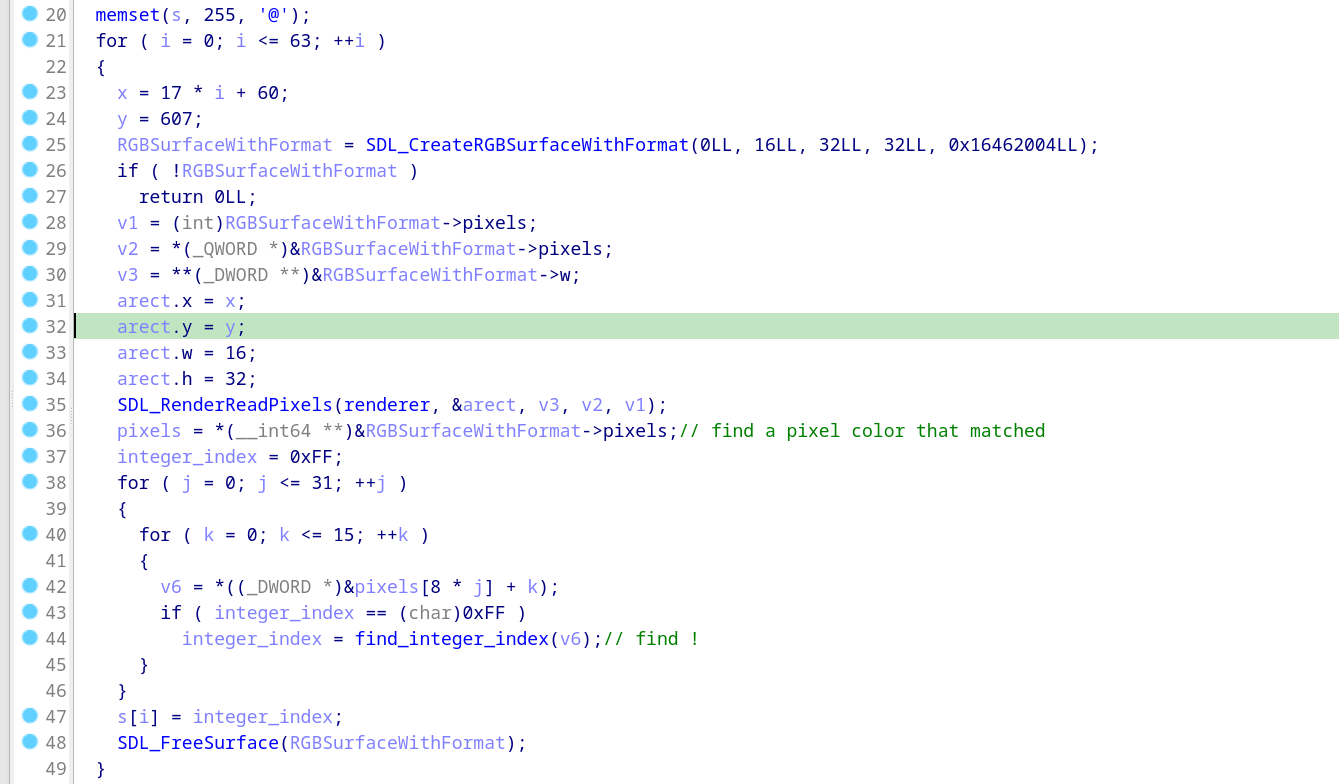 20 memset(s, 255, '@');
21 for ( i = 0; i <= 63; ++i )
22 {
23 x = 17 * i + 60;
24 y = 607;
25 RGBSurfaceWithFormat = SDL_CreateRGBSurfaceWithFormat(0LL, 16LL, 32LL, 32LL, 0x16462004LL);
26 if ( !RGBSurfaceWithFormat )
27 return 0LL;
28 v1 = (int)RGBSurfaceWithFormat->pixels;
29 v2 = *(_QWORD *)&RGBSurfaceWithFormat->pixels;
30 v3 = **(_DWORD **)&RGBSurfaceWithFormat->w;
31 arect.x = x;
32 arect.y = y;
33 arect.w = 16;
34 arect.h = 32;
35 SDL_RenderReadPixels(renderer, &arect, v3, v2, v1);
36 pixels = *(__int64 **)&RGBSurfaceWithFormat->pixels;// find a pixel color that matched
37 integer_index = 0xFF;
38 for ( j = 0; j <= 31; ++j )
39 {
40 for ( k = 0; k <= 15; ++k )
41 {
42 v6 = *((_DWORD *)&pixels[8 * j] + k);
43 if ( integer_index == (char)0xFF )
44 integer_index = find_integer_index(v6);// find !
45 }
46 }
47 s[i] = integer_index;
48 SDL_FreeSurface(RGBSurfaceWithFormat);
49 }